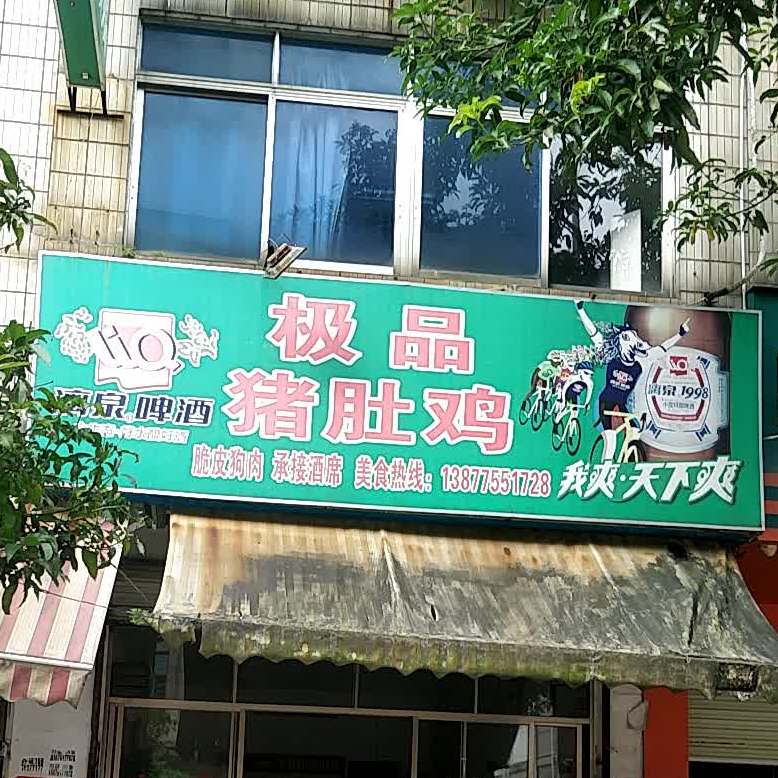 极品
猪肚鸡
脆皮狗肉 承接酒席 美食热线：13877551728
HQ
漓泉 啤酒
漓泉 1998
我爽·天下爽